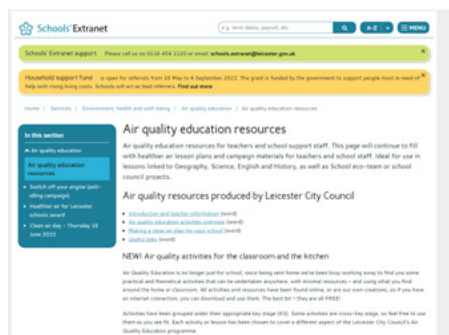 Schools' Extranet
e.g. term dates, payroll, etc
A-Z
MENU
Schools' Extranet support Please call us on 0116 454 1120 or email schools.extranet@leicester.gov.uk.
Household support fund is open for referrals from 16 May to 4 September 2022. The grant is funded by the government to support people most in need of
help with rising living costs. Schools will act as lead referrers. Find out more
Home / Services / Environment, health and well-being / Air quality education / Air quality education resources
In this section
Air quality education
Air quality education
resources
Switch off your engine (anti-
idling campaign)
Healthier air for Leicester
schools award
Clean air day – Thursday 16
June 2022
Air quality education resources
Air quality education resources for teachers and school support staff. This page will continue to fill
with healthier air lesson plans and campaign materials for teachers and school staff. Ideal for use in
lessons linked to Geography, Science, English and History, as well as School eco-team or school
council projects.
Air quality resources produced by Leicester City Council
Introduction and teacher information (word)
Air quality education activities overview (word)
Making a clean air plan for your school (word)
Useful links (word)
NEW! Air quality activities for the classroom and the kitchen
Air Quality Education is no longer just for school, since being sent home we've been busy working away to find you some
practical and theoretical activities that can be undertaken anywhere, with minimal resources – and using what you find
around the home or classroom. All activities and resources have been found online, or are our own creations, so if you have
an internet connection, you can download and use them. The best bit – they are all FREE!
Activities have been grouped under their appropriate key stage (KS). Some activities are cross-key stage, so feel free to use
them as you see fit. Each activity or lesson has been chosen to cover a different aspect of the Leicester City Council's Air
Quality Education programme.